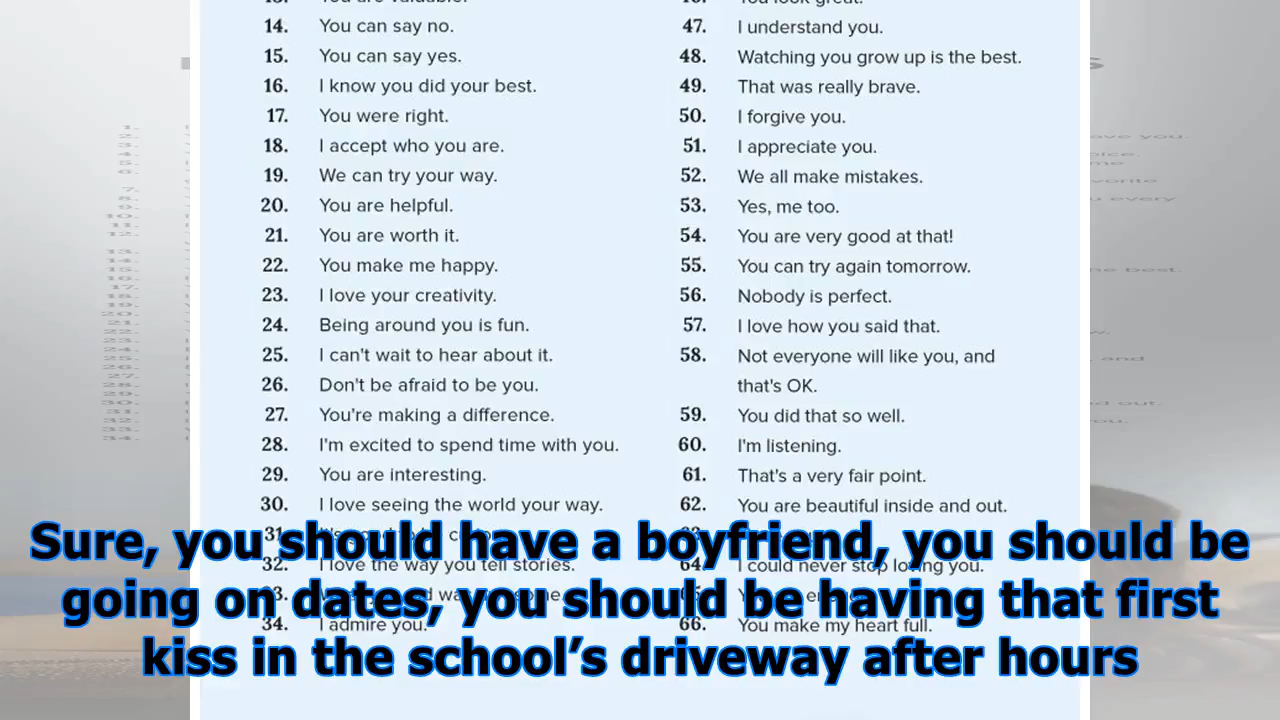 You are valuable.
14. You can say no.
15. You can say yes.
16. I know you did your best.
17. You were right.
18. I accept who you are.
19. We can try your way.
20. You are helpful.
21. You are worth it.
22. You make me happy.
23. I love your creativity.
24. Being around you is fun.
25. I can't wait to hear about it.
26. Don't be afraid to be you.
27. You're making a difference.
28. I'm excited to spend time with you.
29. You are interesting.
30. I love seeing the world your way.
31.
32. I love the way you tell stories.
34. I admire you.
You look great.
47. I understand you.
48. Watching you grow up is the best.
49. That was really brave.
50. I forgive you.
51. I appreciate you.
52. We all make mistakes.
53. Yes, me too.
54. You are very good at that!
55. You can try again tomorrow.
56. Nobody is perfect.
57. I love how you said that.
58. Not everyone will like you, and
that's OK.
59. You did that so well.
60. I'm listening.
61. That's a very fair point.
62. You are beautiful inside and out.
64. I could never stop loving you.
66. You make my heart full.
Sure, you should have a boyfriend, you should be
going on dates, you should be having that first
kiss in the school’s driveway after hours